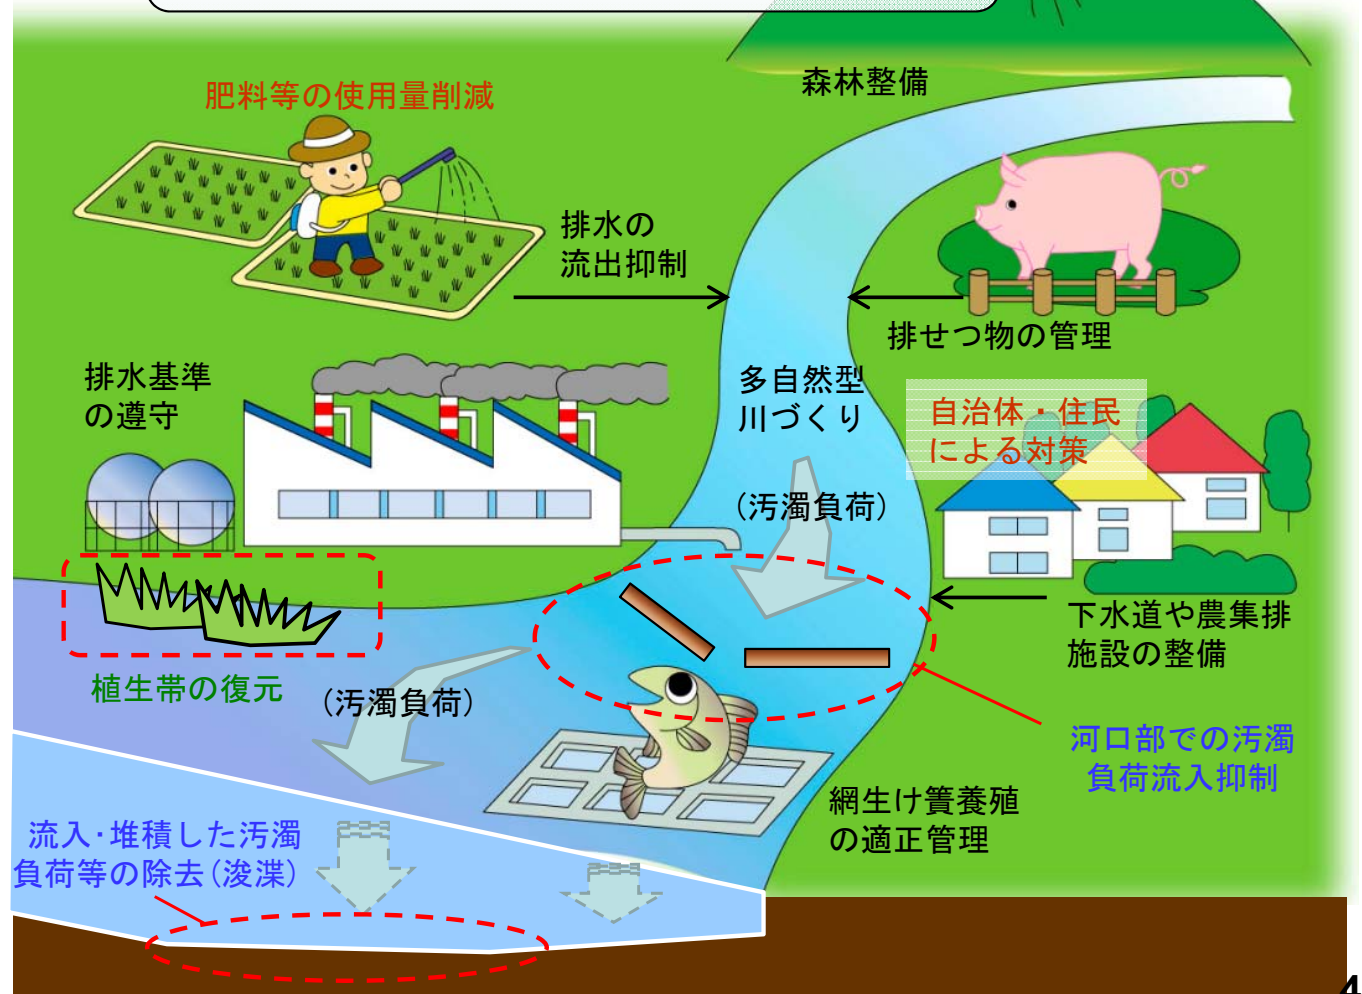 森林整備
肥料等の使用量削減
排水の
流出抑制
排せつ物の管理
排水基準
の遵守
多自然型
川づくり
自治体・住民
による対策
(汚濁負荷)
下水道や農集排
施設の整備
植生帯の復元
(汚濁負荷)
河口部での汚濁
負荷流入抑制
網生け簀養殖
の適正管理
流入・堆積した汚濁
負荷等の除去(浚渫)
4